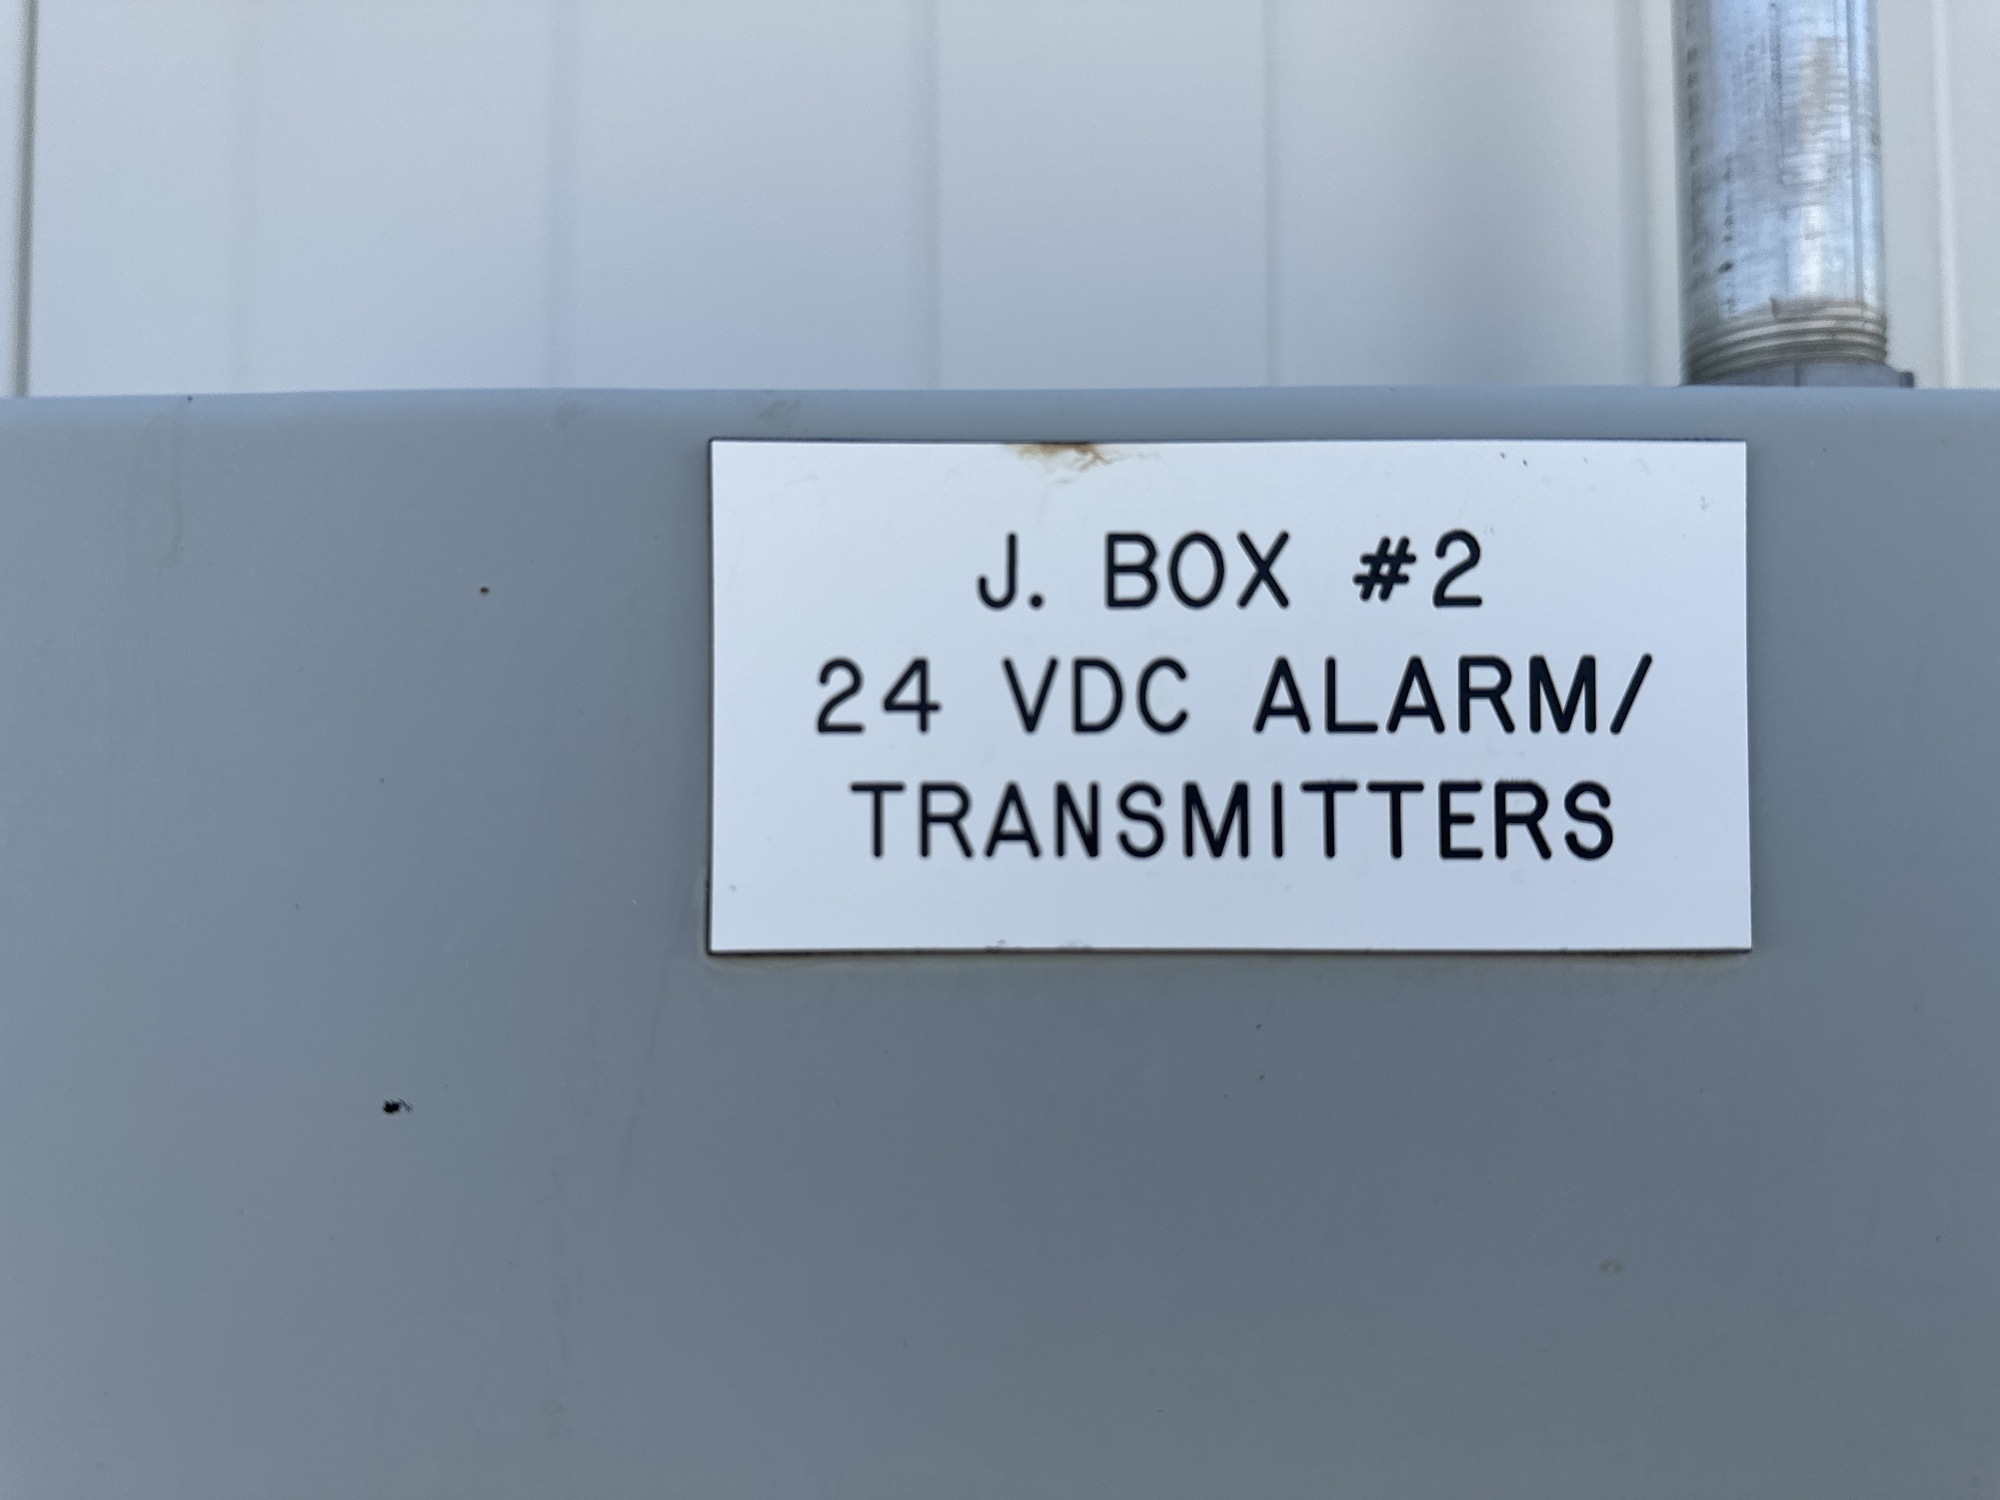 J. BOX #2
24 VDC ALARM/
TRANSMITTERS